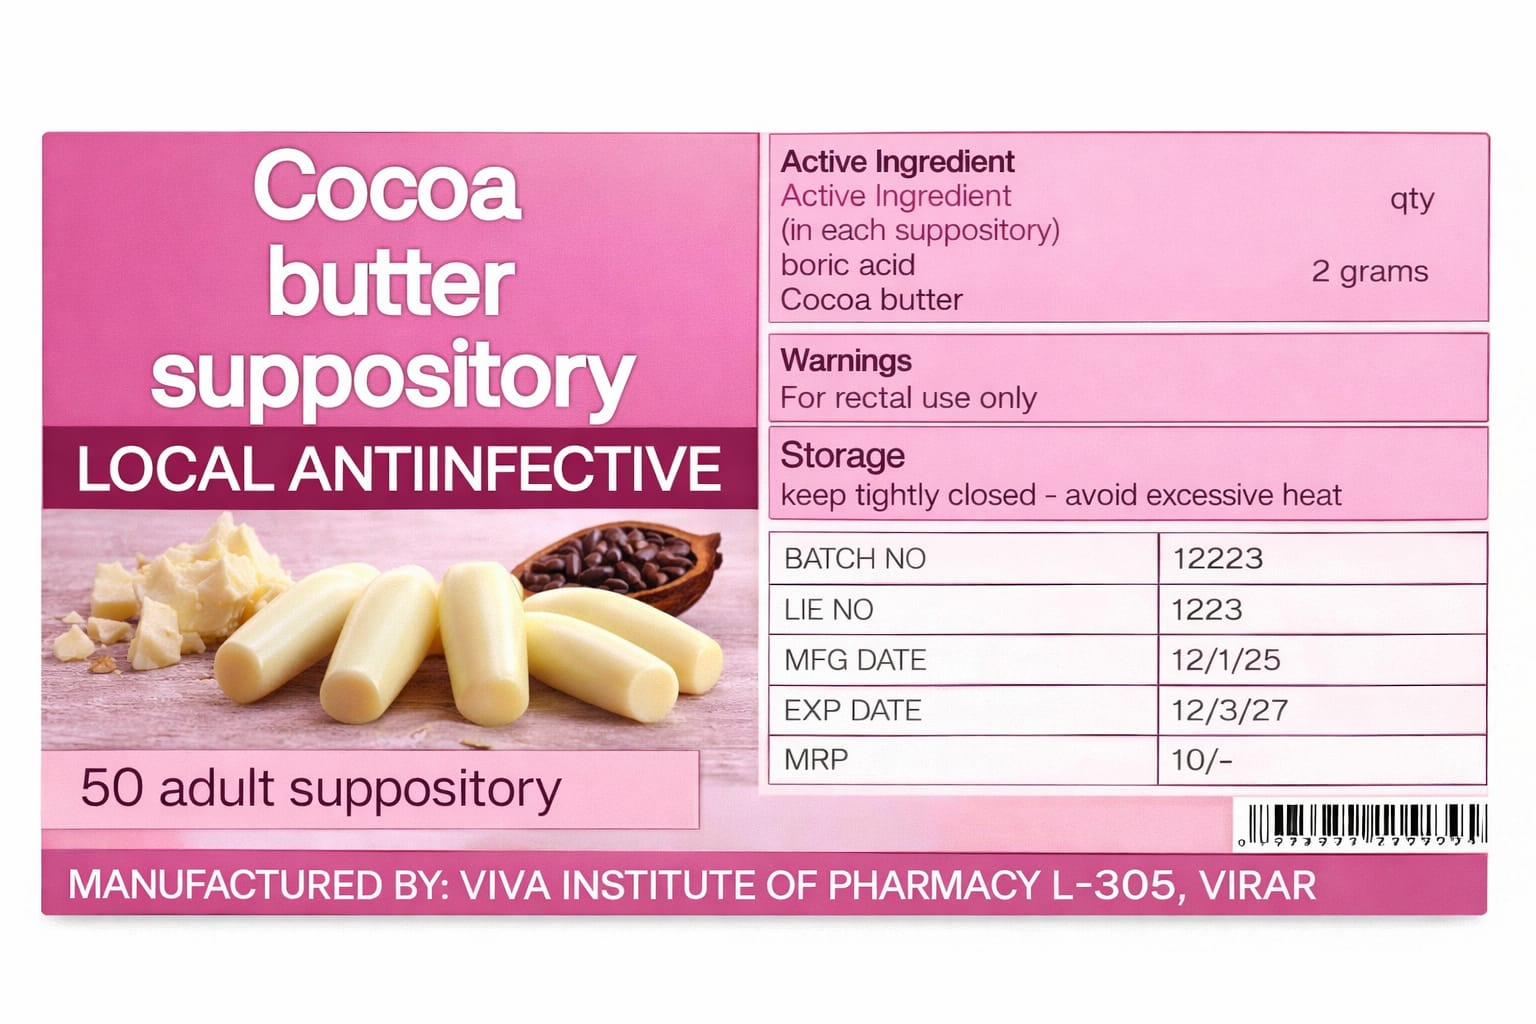 Cocoa
butter
suppository
LOCAL ANTIINFECTIVE
50 adult suppository
Active Ingredient
Active Ingredient qty
(in each suppository)
boric acid 2 grams
Cocoa butter
Warnings
For rectal use only
Storage
keep tightly closed - avoid excessive heat
BATCH NO 12223
LIE NO 1223
MFG DATE 12/1/25
EXP DATE 12/3/27
MRP 10/-
MANUFACTURED BY: VIVA INSTITUTE OF PHARMACY L-305, VIRAR